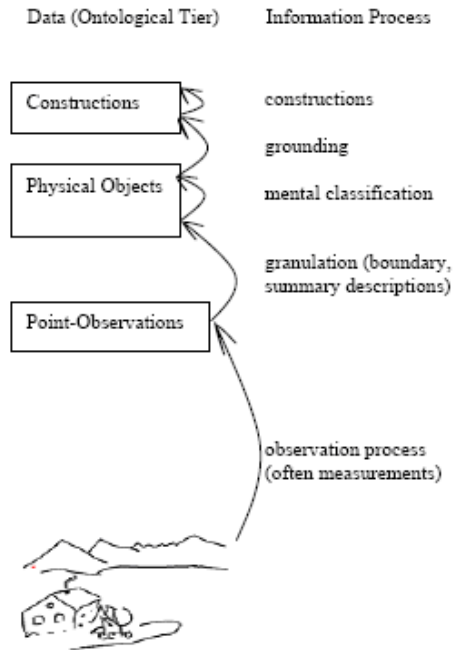 Data (Ontological Tier) Information Process
Constructions
constructions
grounding
Physical Objects
mental classification
granulation (boundary,
summary descriptions)
Point-Observations
observation process
(often measurements)